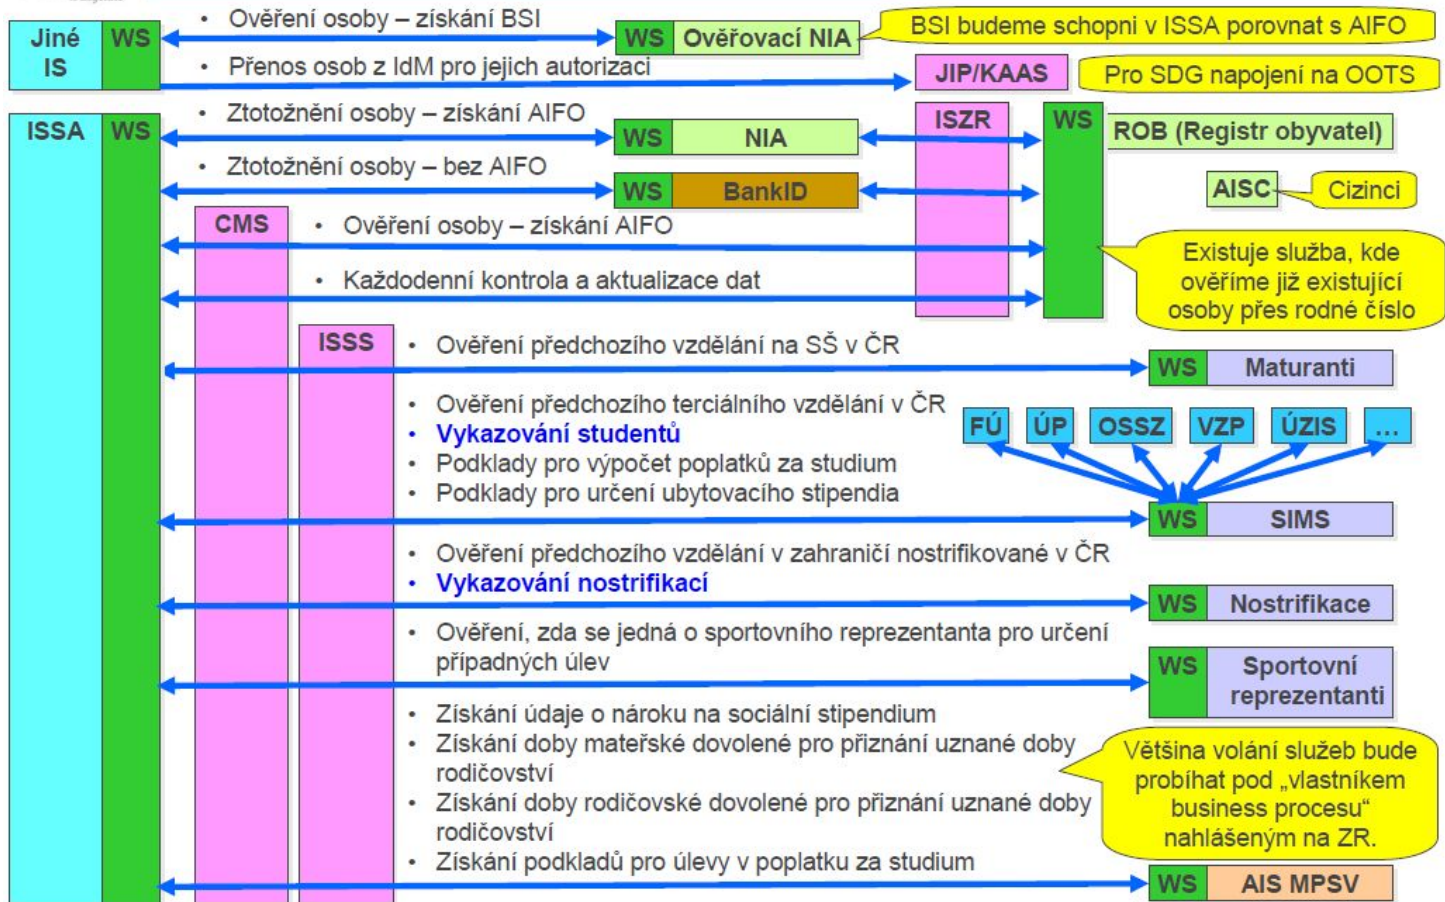 • Ověření osoby – získání BSI
Jiné
IS
WS
WS Ověřovací NIA
BSI budeme schopni v ISSA porovnat s AIFO
• Přenos osob z IdM pro jejich autorizaci
JIP/KAAS
Pro SDG napojení na OOTS
ISSA WS
• Ztotožnění osoby – získání AIFO
WS NIA
ISZR
WS
ROB (Registr obyvatel)
• Ztotožnění osoby – bez AIFO
WS BankID
AISC
Cizinci
CMS
• Ověření osoby – získání AIFO
Existuje služba, kde
ověříme již existující
osoby přes rodné číslo
• Každodenní kontrola a aktualizace dat
ISSS
• Ověření předchozího vzdělání na SŠ v ČR
WS Maturanti
• Ověření předchozího terciálního vzdělání v ČR
• Vykazování studentů
• Podklady pro výpočet poplatků za studium
• Podklady pro určení ubytovacího stipendia
FÚ ÚP OSSZ VZP ÚZIS ...
WS SIMS
• Ověření předchozího vzdělání v zahraničí nostrifikované v ČR
• Vykazování nostrifikací
WS Nostrifikace
• Ověření, zda se jedná o sportovního reprezentanta pro určení
případných úlev
WS Sportovní
reprezentanti
• Získání údaje o nároku na sociální stipendium
• Získání doby mateřské dovolené pro přiznání uznané doby
rodičovství
• Získání doby rodičovské dovolené pro přiznání uznané doby
rodičovství
• Získání podkladů pro úlevy v poplatku za studium
Většina volání služeb bude
probíhat pod „vlastníkem
business procesu“
nahlášeným na ZR.
WS AIS MPSV